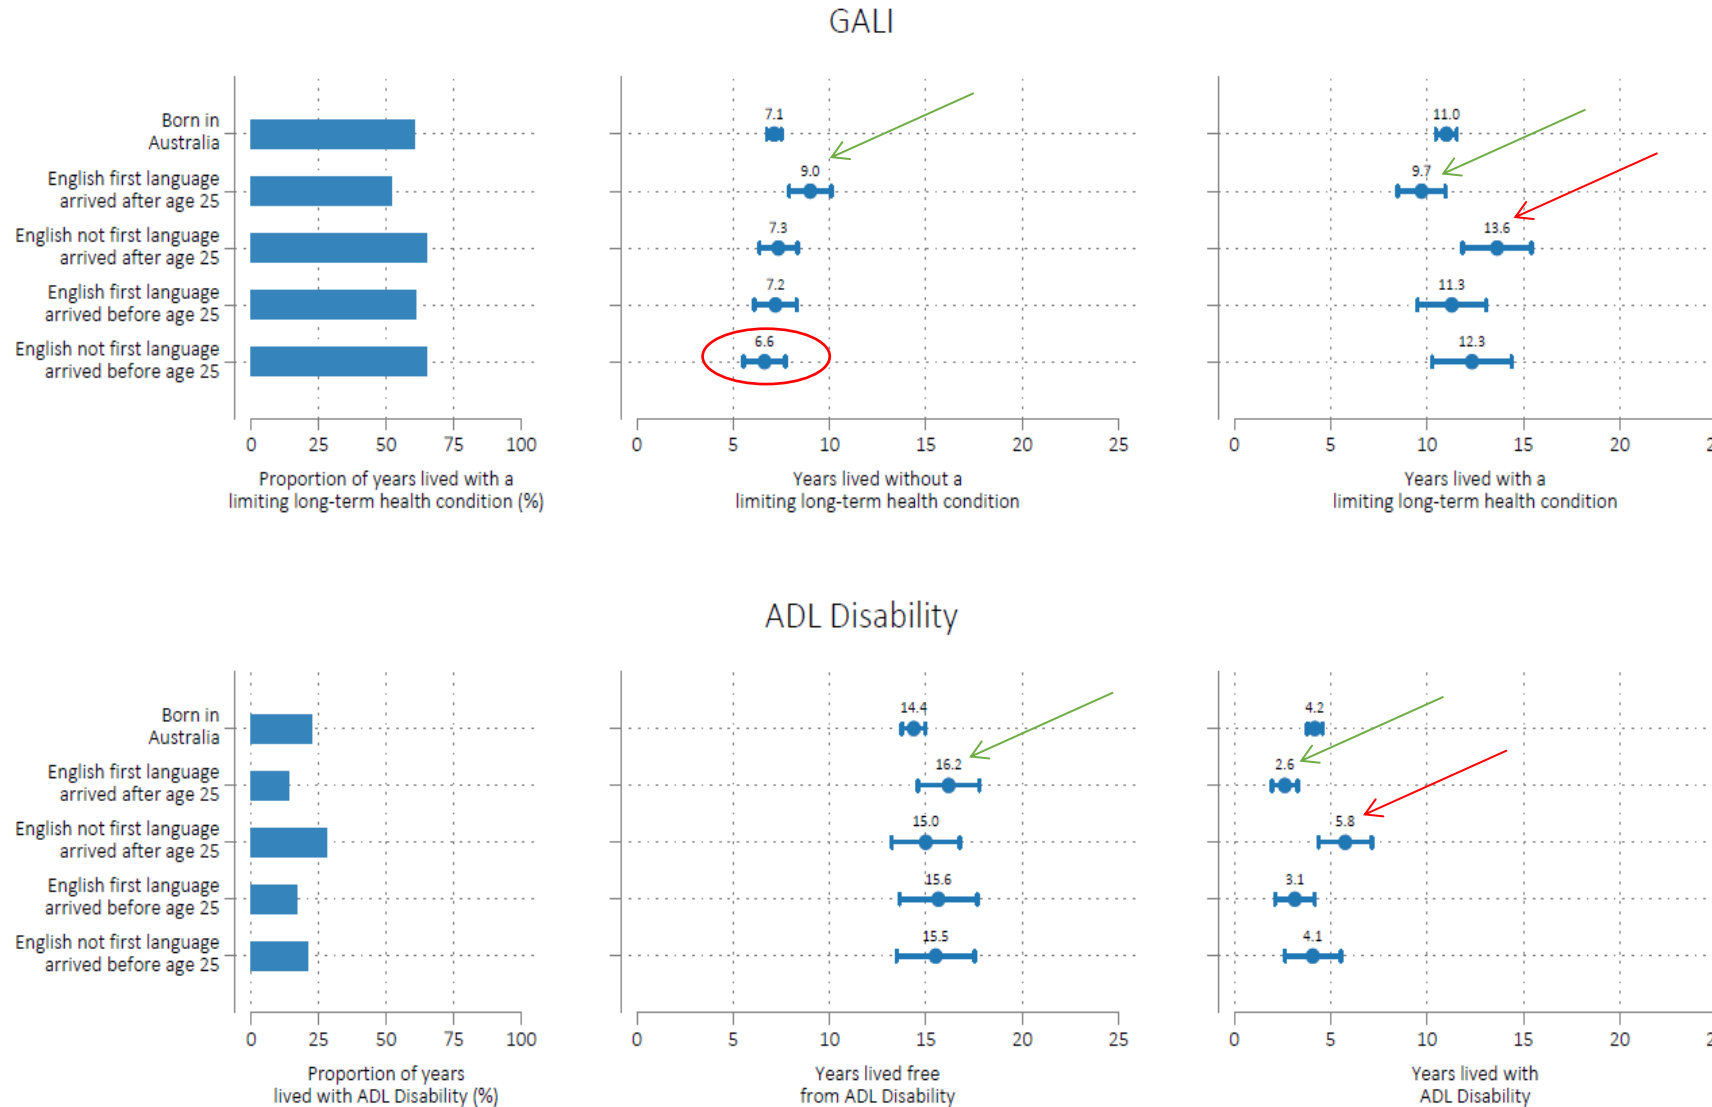 GALI
Born in
Australia
English first language
arrived after age 25
English not first language
arrived after age 25
English first language
arrived before age 25
English not first language
arrived before age 25
0 25 50 75 100
Proportion of years lived with a
limiting long-term health condition (%)
7.1
9.0
7.3
7.2
6.6
0 5 10 15 20 25
Years lived without a
limiting long-term health condition
11.0
9.7
13.6
11.3
12.3
0 5 10 15 20
Years lived with a
limiting long-term health condition
ADL Disability
Born in
Australia
English first language
arrived after age 25
English not first language
arrived after age 25
English first language
arrived before age 25
English not first language
arrived before age 25
0 25 50 75 100
Proportion of years
lived with ADL Disability (%)
14.4
16.2
15.0
15.6
15.5
0 5 10 15 20 25
Years lived free
from ADL Disability
4.2
2.6
5.8
3.1
4.1
0 5 10 15 20
Years lived with
ADL Disability